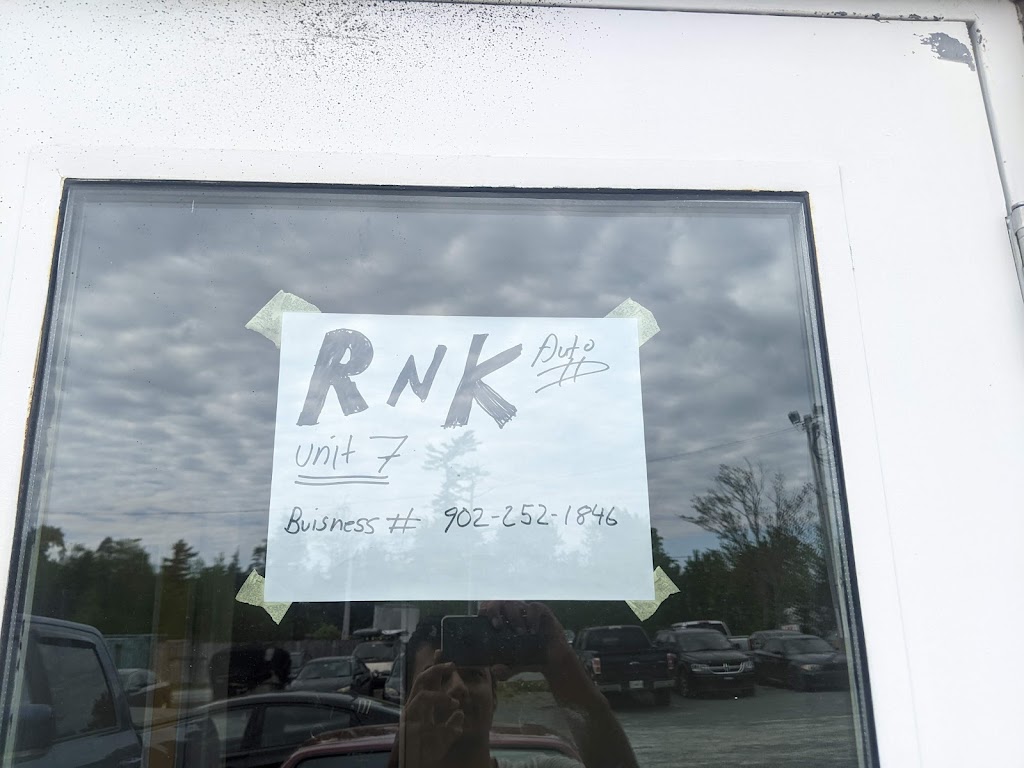 RNK Auto
Unit 7
Buisness # 902-252-1846